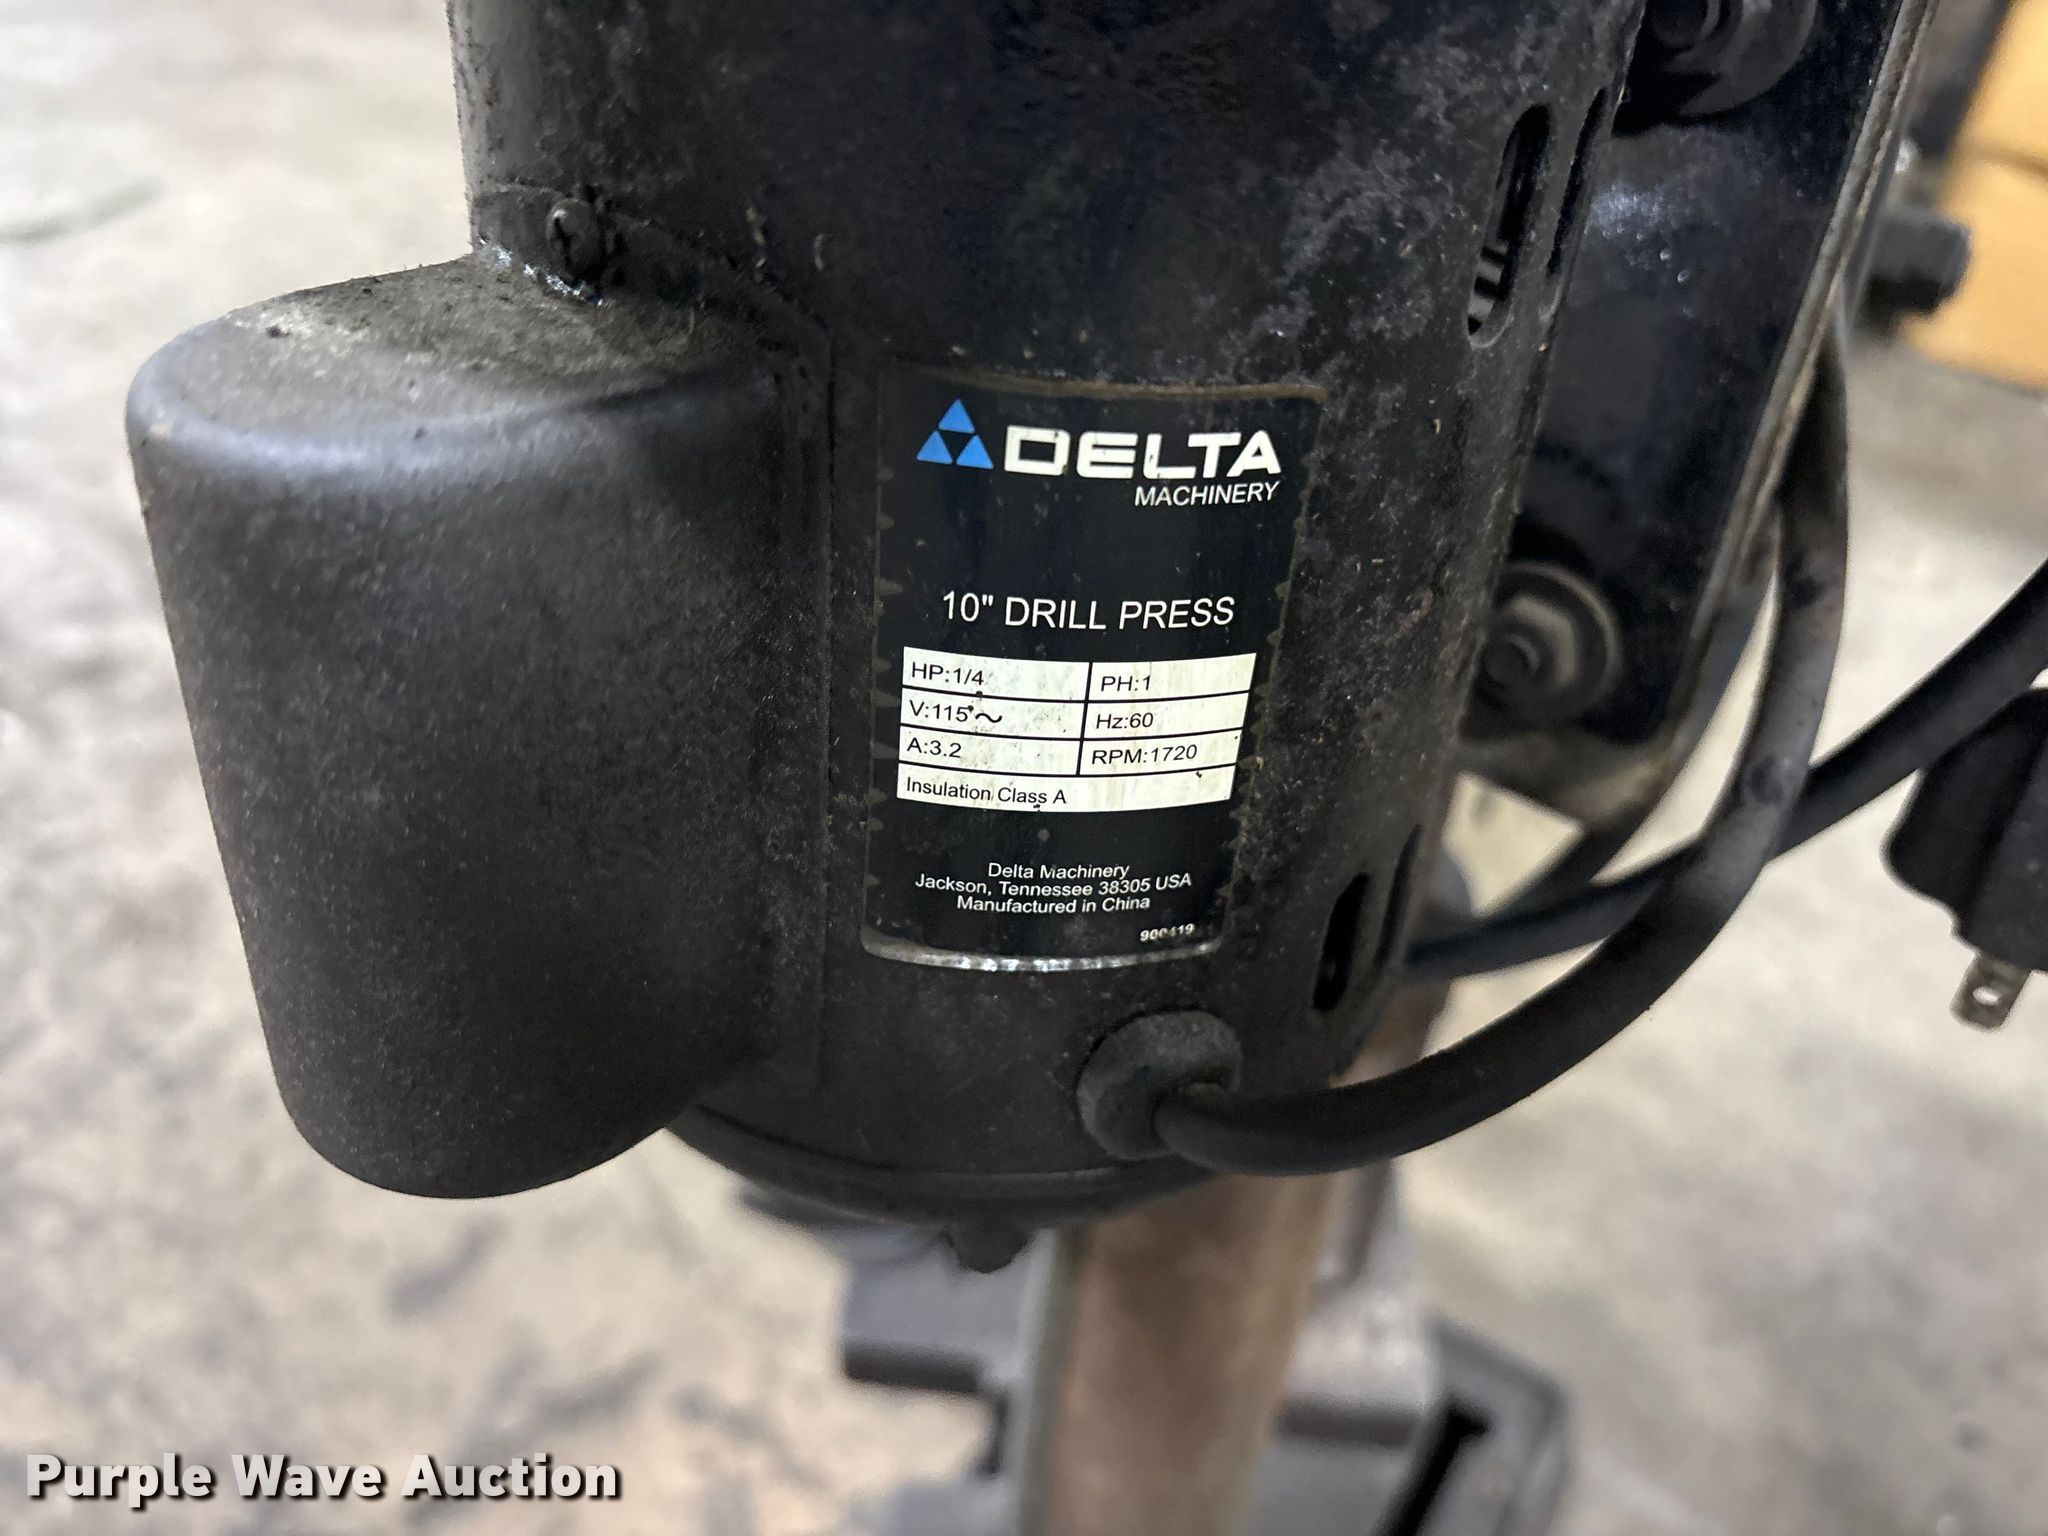 DELTA
MACHINERY
10" DRILL PRESS
HP:1/4 PH:1
V:115~ Hz:60
A:3.2 RPM:1720
Insulation Class A
Delta Machinery
Jackson, Tennessee 38305 USA
Manufactured in China
Purple Wave Auction